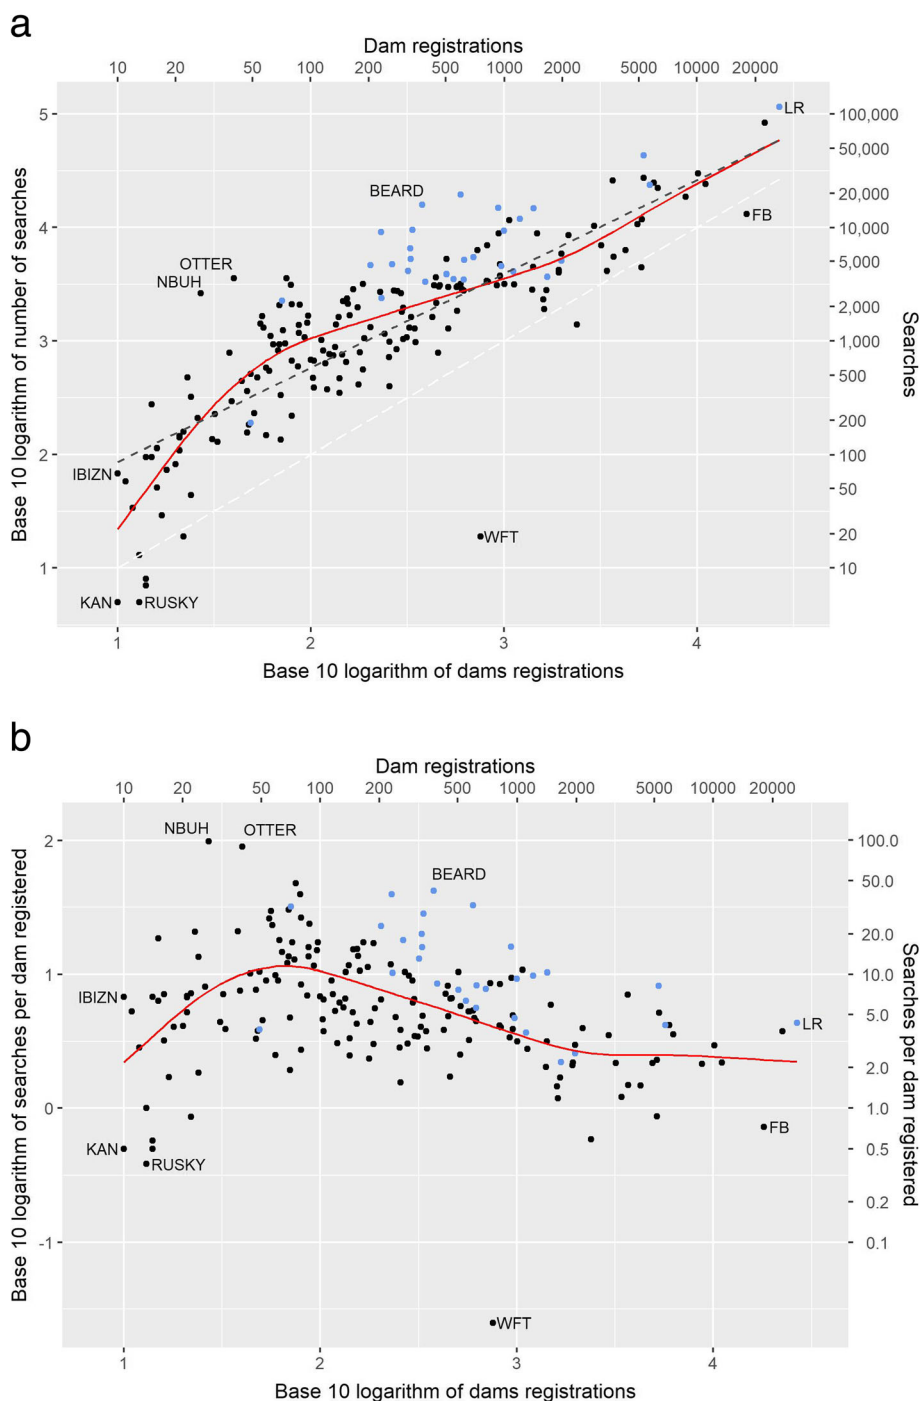 a
Dam registrations
10 20 50 100 200 500 1000 2000 5000 10000 20000
5 LR 100,000
50,000
BEARD 20,000
4 FB 10,000
OTTER 5,000
NBUH 2,000
3 1,000
500
200
2 100
IBIZN 50
WFT 20
1 10
KAN RUSKY
1 2 3 4
Base 10 logarithm of dams registrations
Base 10 logarithm of number of searches
Searches
b
Dam registrations
10 20 50 100 200 500 1000 2000 5000 10000 20000
NBUH OTTER
2 100.0
BEARD 50.0
20.0
1 10.0
IBIZN 5.0
LR
2.0
0 1.0
FB
KAN 0.5
RUSKY
0.2
-1 0.1
WFT
1 2 3 4
Base 10 logarithm of dams registrations
Base 10 logarithm of searches per dam registered
Searches per dam registered